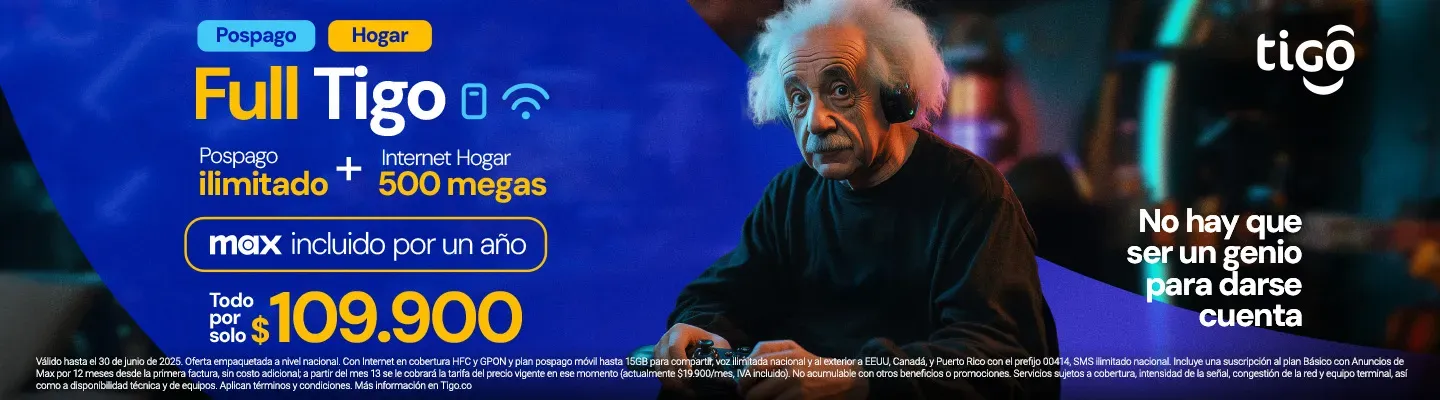 Pospago Hogar
Full Tigo
Pospago
ilimitado
+
Internet Hogar
500 megas
max incluido por un año
Todo
por
solo
$109.900
tigo
No hay que
ser un genio
para darse
cuenta
Válido hasta el 30 de junio de 2025. Oferta empaquetada a nivel nacional. Con Internet en cobertura HFC y GPON y plan pospago móvil hasta 15GB para compartir, voz ilimitada nacional y al exterior a EEUU, Canadá, y Puerto Rico con el prefijo 00414, SMS ilimitado nacional. Incluye una suscripción al plan Básico con Anuncios de
Max por 12 meses desde la primera factura, sin costo adicional; a partir del mes 13 se le cobrará la tarifa del precio vigente en ese momento (actualmente $19.900/mes, IVA incluido). No acumulable con otros beneficios o promociones. Servicios sujetos a cobertura, intensidad de la señal, congestión de la red y equipo terminal, así
como a disponibilidad técnica y de equipos. Aplican términos y condiciones. Más información en Tigo.co